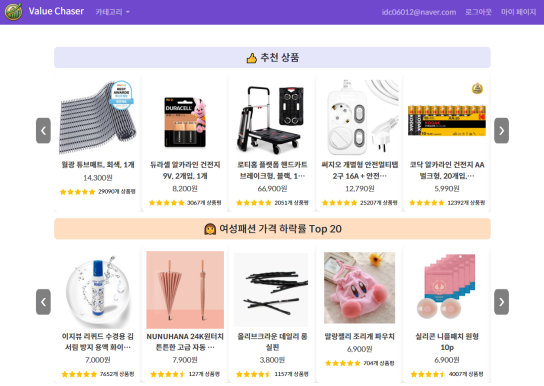 Value Chaser 카테고리 idc06012@naver.com 로그아웃 마이 페이지
추천 상품
월광 튜브매트, 회색, 1개
14,300원
29090개 상품평
듀라셀 알카라인 건전지
9V, 2개입, 1개
8,200원
3067개 상품평
로티홈 플랫폼 핸드카트
브레이크형, 블랙, 1…
66,900원
2051개 상품평
써지오 개별형 안전멀티탭
2구 16A + 안전…
12,790원
25207개 상품평
코닥 알카라인 건전지 AA
벌크형, 20개입,…
5,990원
12392개 상품평
여성패션 가격 하락률 Top 20
이지뷰 리퀴드 수경용 김
서림 방지 용액 화이…
7,000원
7652개 상품평
NUNUHANA 24K원터치
튼튼한 고급 자동 …
7,900원
127개 상품평
올리브크라운 데일리 롱
실핀
3,800원
1157개 상품평
말랑젤리 조리개 파우치
6,900원
704개 상품평
실리콘 니플패치 원형
10p
6,900원
4007개 상품평
DURACELL
BEST
AWARDS
KODAK